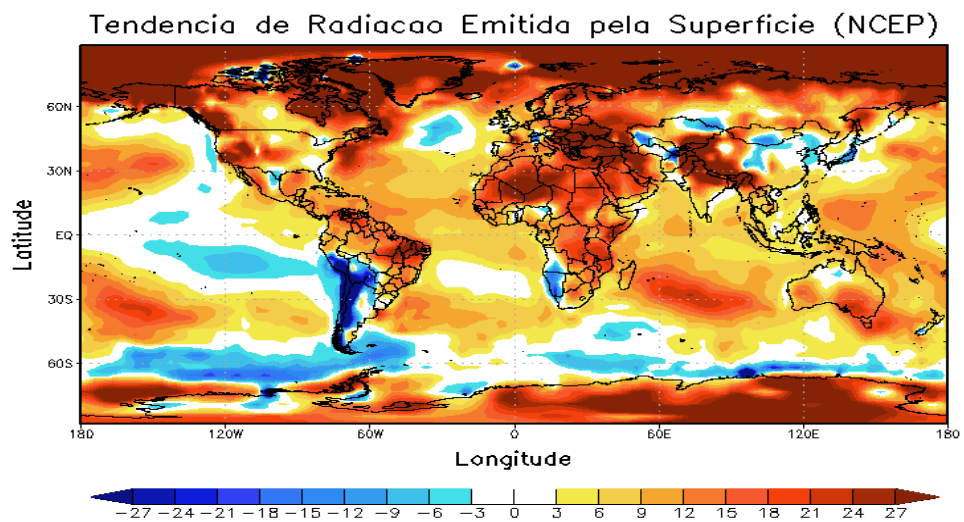 Tendencia de Radiacao Emitida pela Superficie (NCEP)
Latitude
60N
30N
EQ
30S
60S
180 120W 60W 0 60E 120E 180
Longitude
-27 -24 -21 -18 -15 -12 -9 -6 -3 0 3 6 9 12 15 18 21 24 27